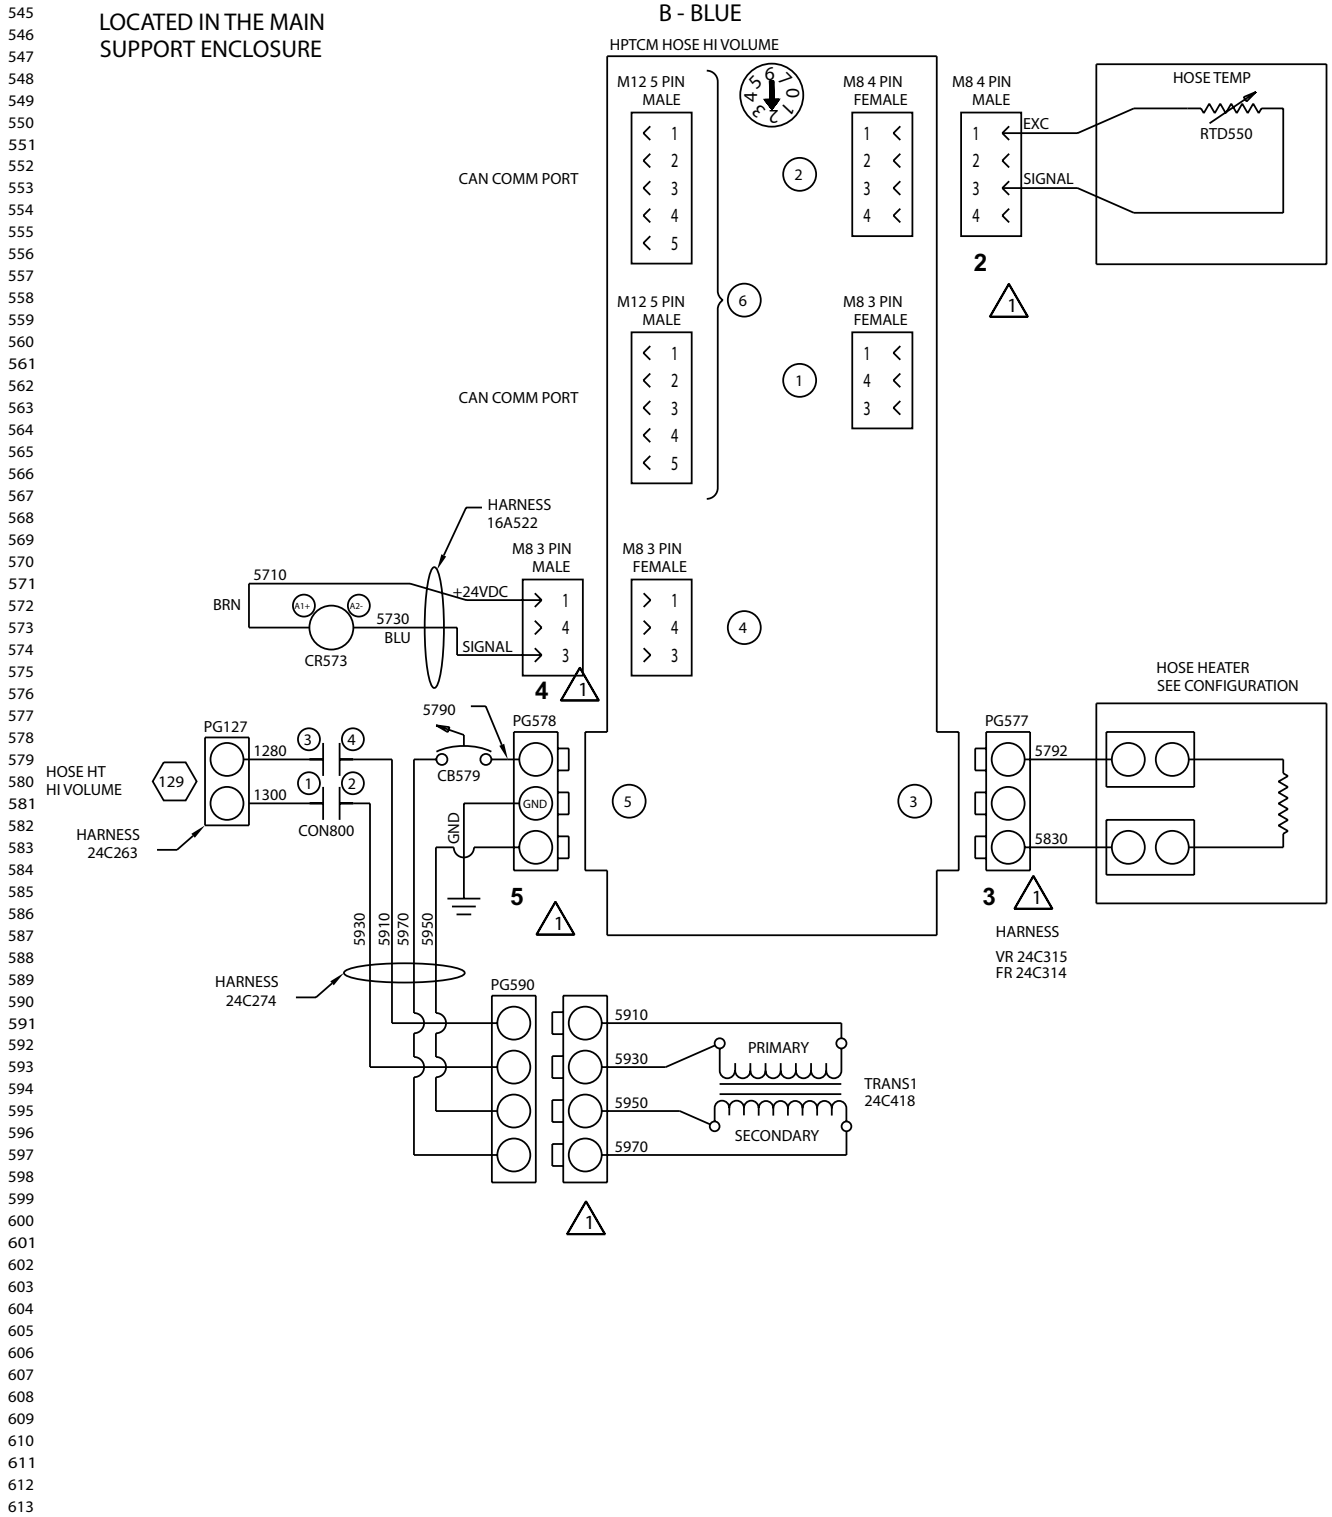 545
546
547
548
549
550
551
552
553
554
555
556
557
558
559
560
561
562
563
564
565
566
567
568
569
570
571
572
573
574
575
576
577
578
579
580
581
582
583
584
585
586
587
588
589
590
591
592
593
594
595
596
597
598
599
600
601
602
603
604
605
606
607
608
609
610
611
612
613
LOCATED IN THE MAIN
SUPPORT ENCLOSURE
B - BLUE
HPTCM HOSE HI VOLUME
M12 5 PIN
MALE
1
2
3
4
5
CAN COMM PORT
0 1 2 3 4 5 6 7
M8 4 PIN
FEMALE
1
2
3
4
2
M8 4 PIN
MALE
1
2
3
4
EXC
SIGNAL
2
1
HOSE TEMP
RTD550
M12 5 PIN
MALE
1
2
3
4
5
CAN COMM PORT
6
M8 3 PIN
FEMALE
1
4
3
1
HARNESS
16A522
M8 3 PIN
MALE
1
4
3
+24VDC
SIGNAL
4
1
5710
BRN
A1+
A2-
5730
BLU
CR573
M8 3 PIN
FEMALE
1
4
3
4
HOSE HEATER
SEE CONFIGURATION
5790
PG578
GND
CB579
GND
5
1
5
3
PG577
5792
5830
3
1
HARNESS
VR 24C315
FR 24C314
PG127
HOSE HT
HI VOLUME
129
1280
1300
3
4
1
2
CON800
HARNESS
24C263
5930
5910
5970
5950
HARNESS
24C274
PG590
5910
5930
5950
5970
PRIMARY
SECONDARY
TRANS1
24C418
1